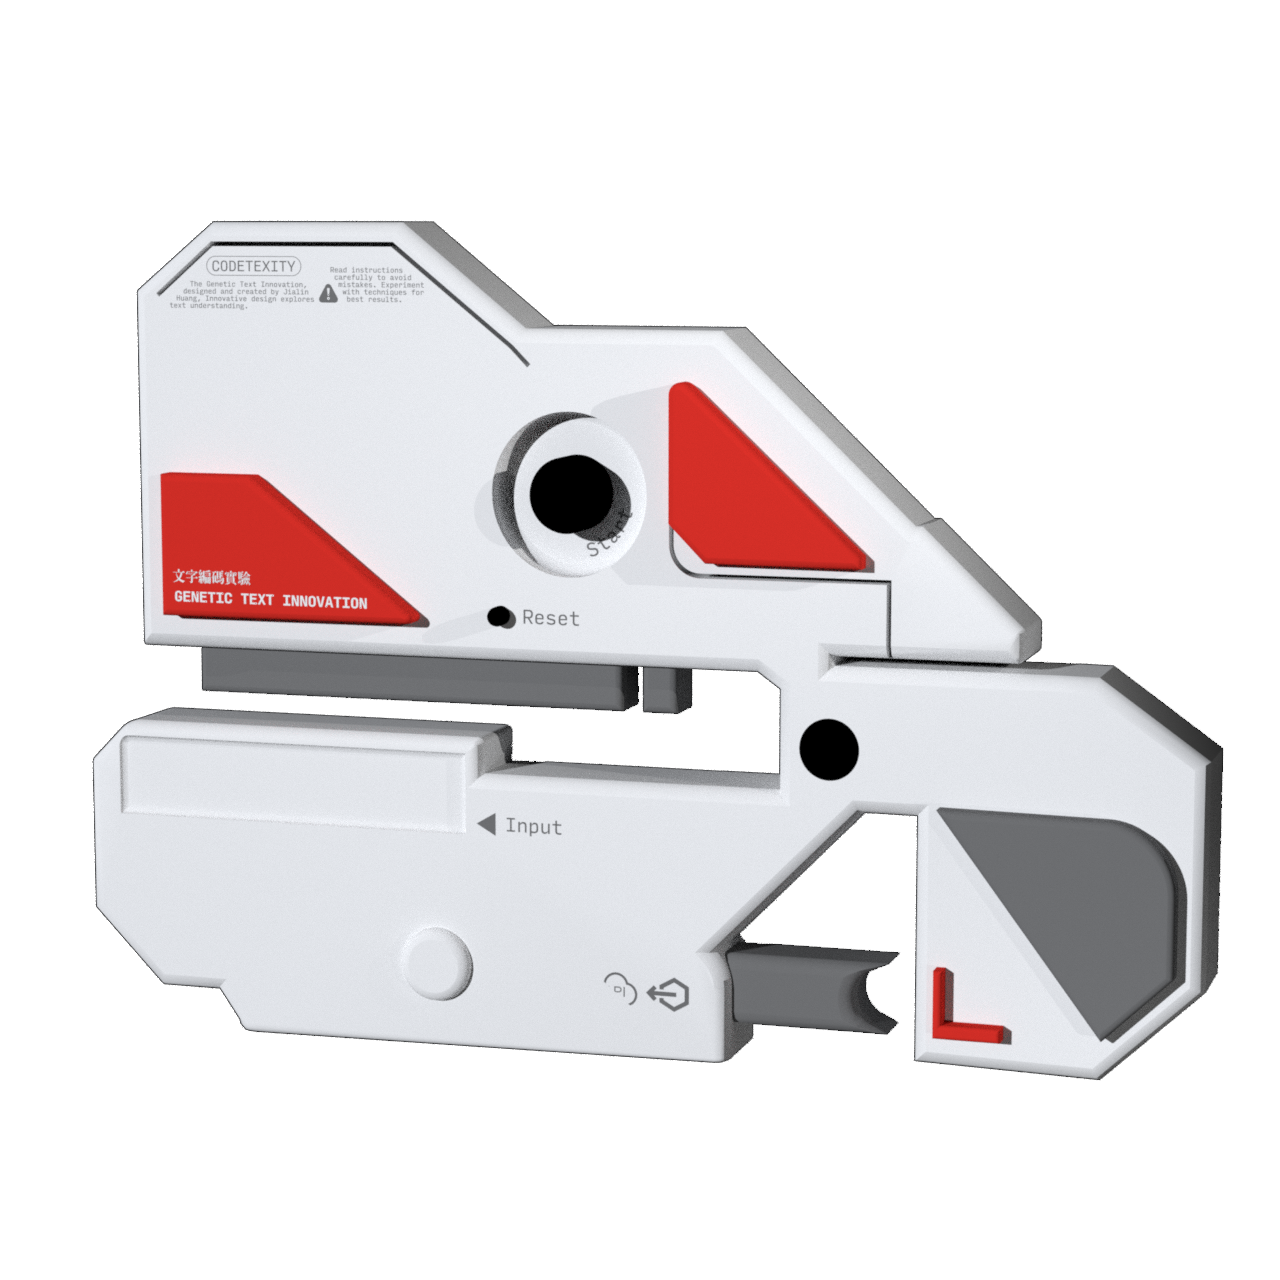 CODETEXITY
The Genetic Text Innovation,
designed and created by Jialin
Huang, Innovative design explores
text understanding.
Read instructions
carefully to avoid
mistakes. Experiment
with techniques for
best results.
Start
文字編碼實驗
GENETIC TEXT INNOVATION
Reset
Input